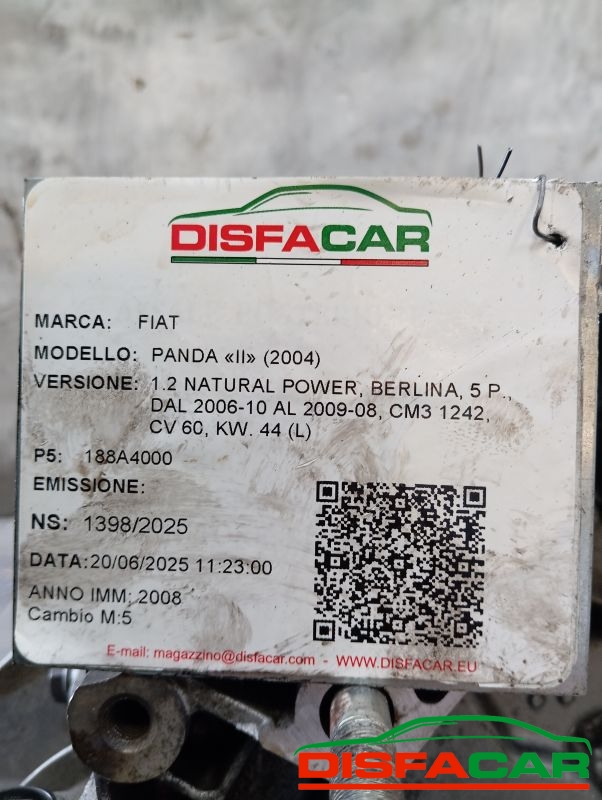 DISFACAR
MARCA: FIAT
MODELLO: PANDA «II» (2004)
VERSIONE: 1.2 NATURAL POWER, BERLINA, 5 P.,
DAL 2006-10 AL 2009-08, CM3 1242,
CV 60, KW. 44 (L)
P5: 188A4000
EMISSIONE:
NS: 1398/2025
DATA:20/06/2025 11:23:00
ANNO IMM: 2008
Cambio M:5
E-mail: magazzino@disfacar.com - WWW.DISFACAR.EU
DISFACAR